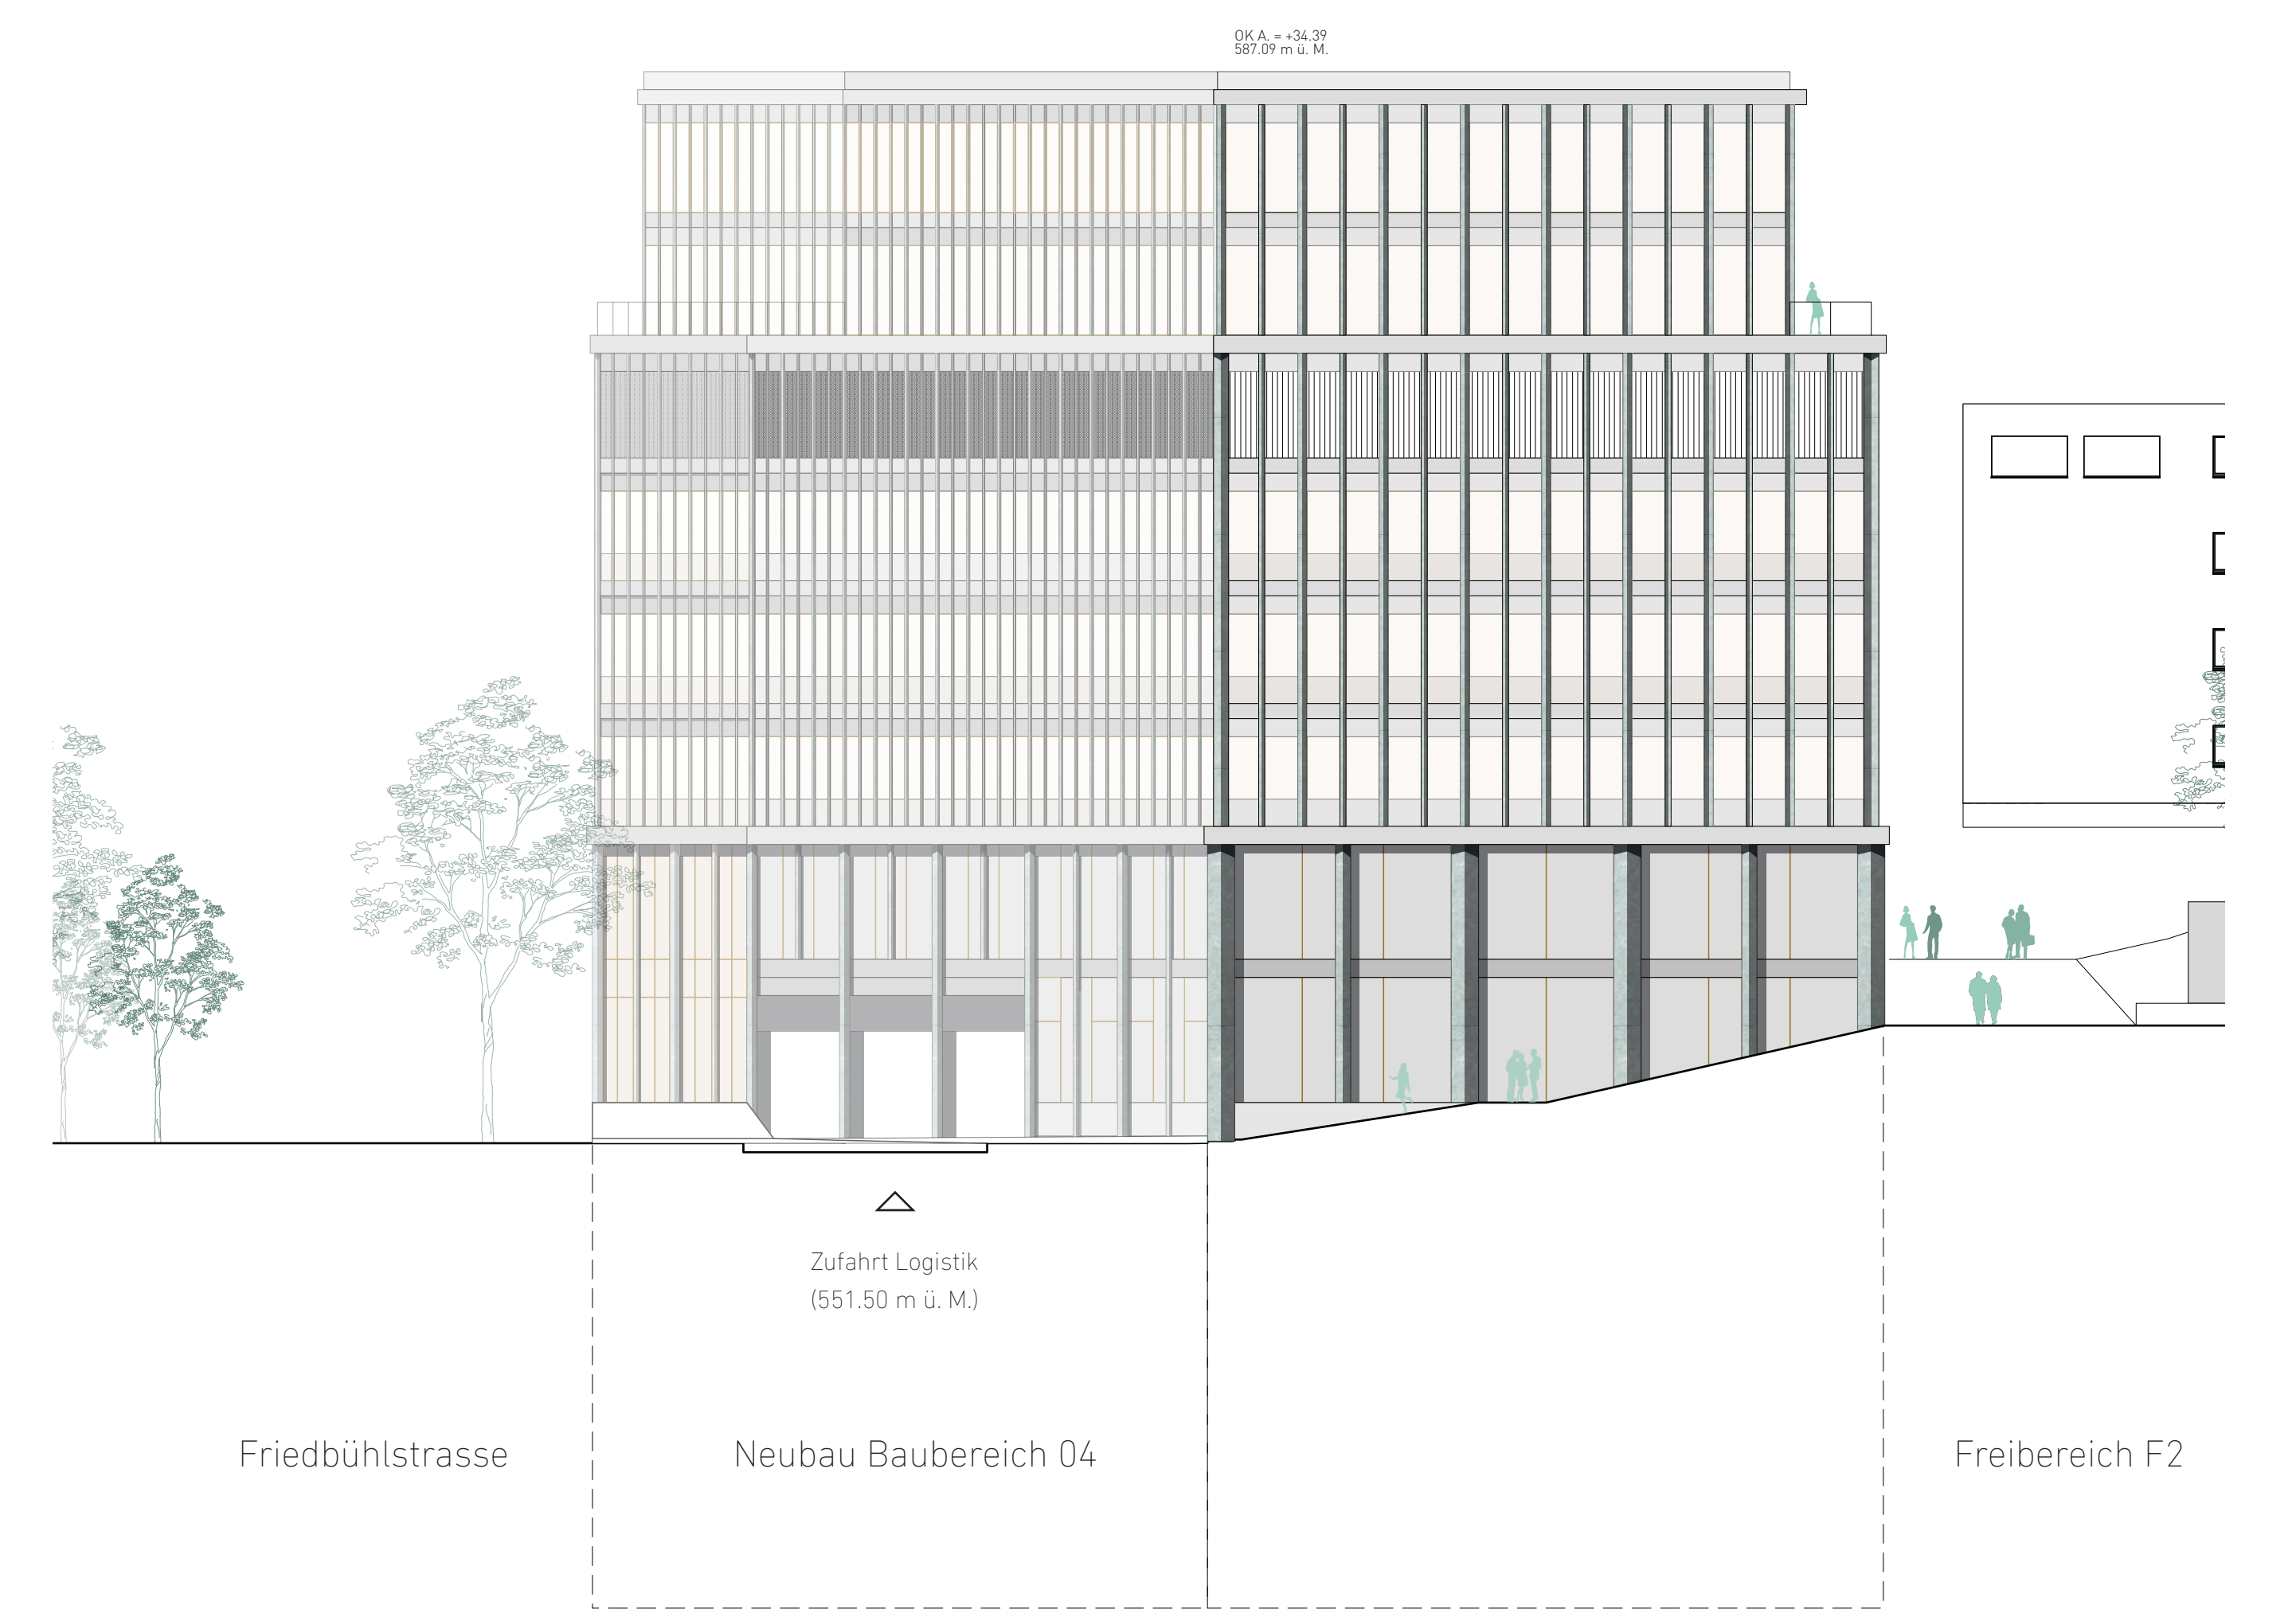 OK A. = +34.39
587.09 m ü. M.
Zufahrt Logistik
(551.50 m ü. M.)
Friedbühlstrasse
Neubau Baubereich 04
Freibereich F2